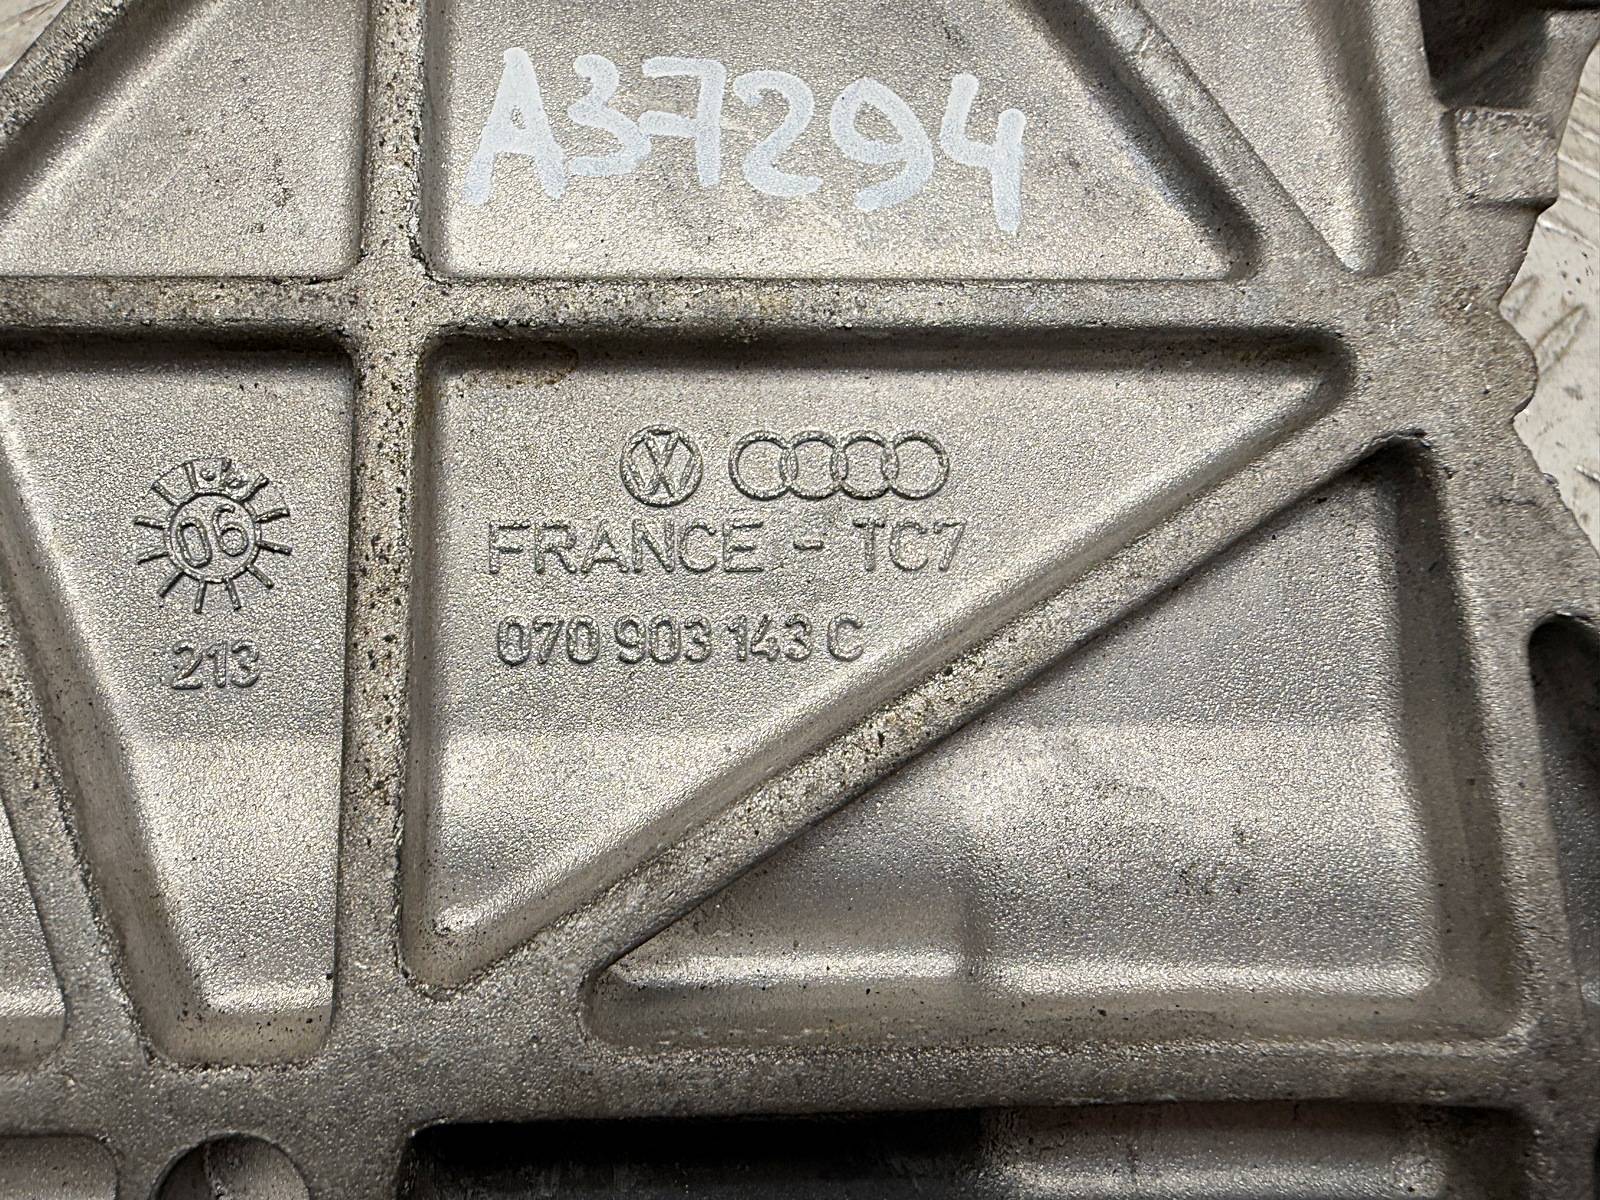 A37294
06
213
FRANCE - TC7
070 903 143 C